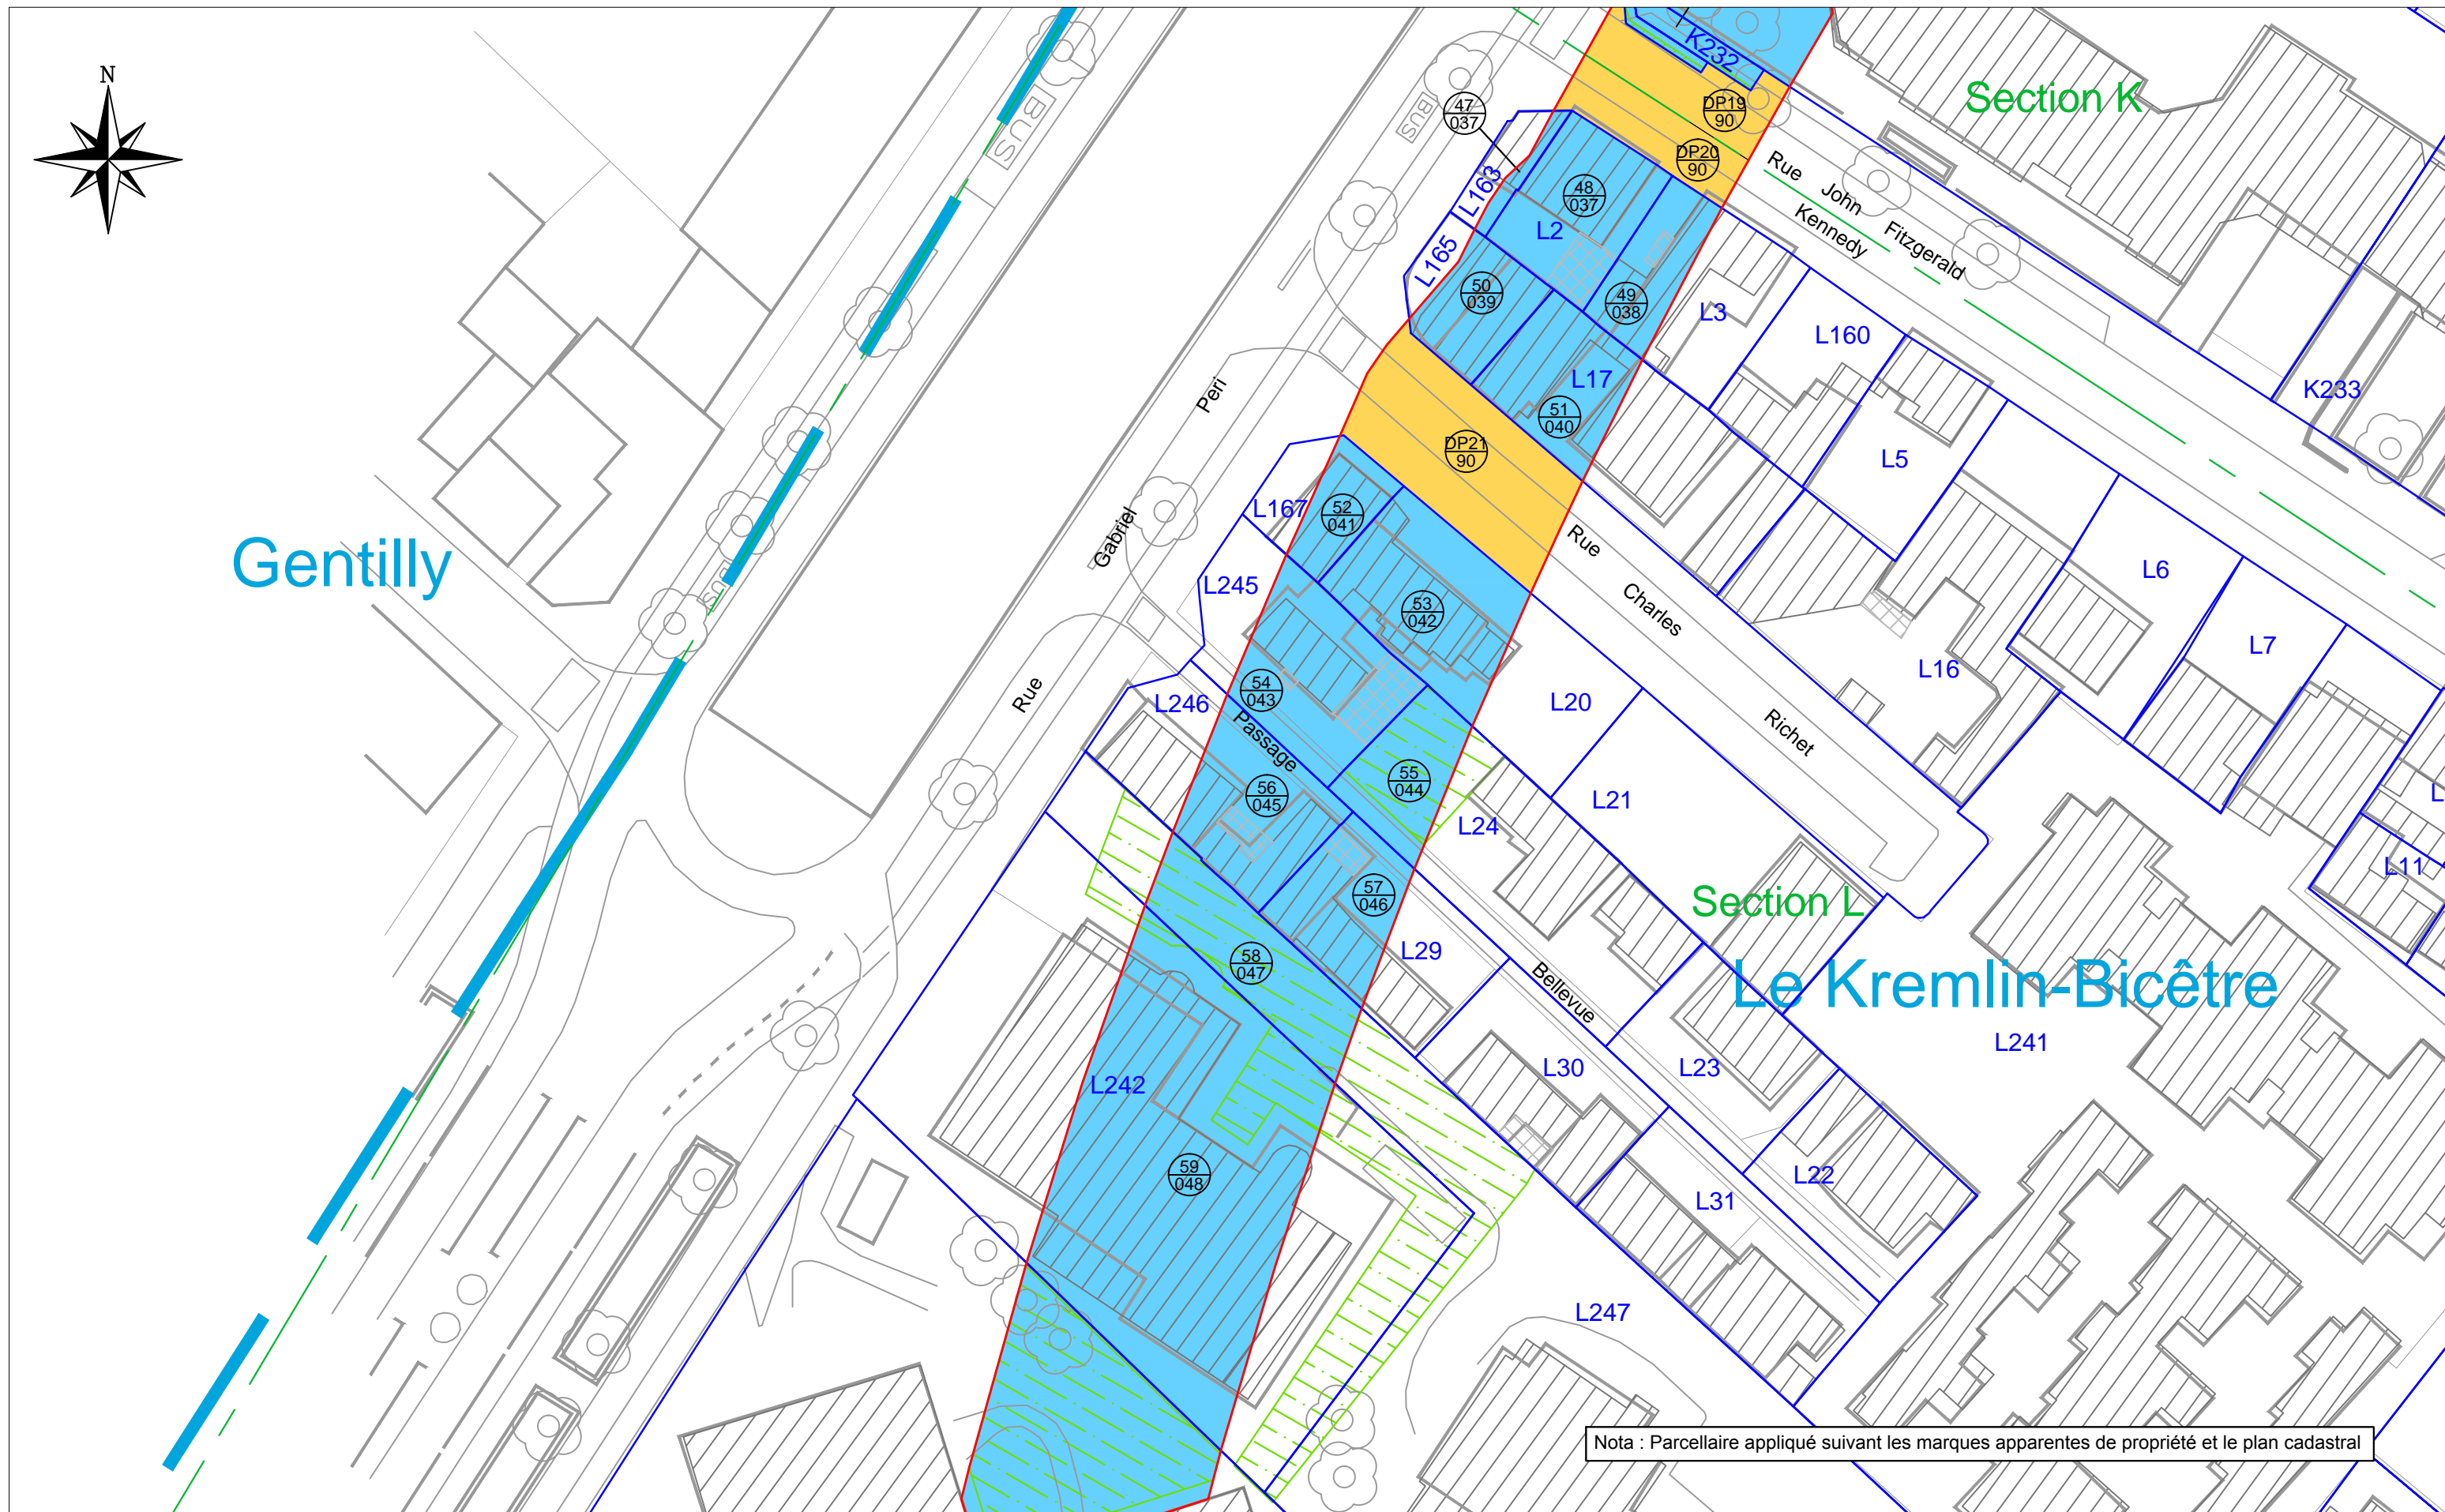 N
BUS
BUS
BUS
K232
Section K
47
037
DP19
90
DP20
90
Rue John Fitzgerald
Kennedy
L163
48
037
L2
L165
50
039
49
038
L3
L160
K233
L17
51
040
Rue Gabriel Peri
DP21
90
L5
L167
52
041
Gentilly
L245
53
042
Rue Charles Richet
L6
L7
L16
54
043
L246
L20
Passage Bellevue
55
044
56
045
L21
L24
L
L11
57
046
Section L
L29
58
047
Le Kremlin-Bicêtre
L241
L242
L30
L23
59
048
L22
L31
L247
Nota : Parcellaire appliqué suivant les marques apparentes de propriété et le plan cadastral